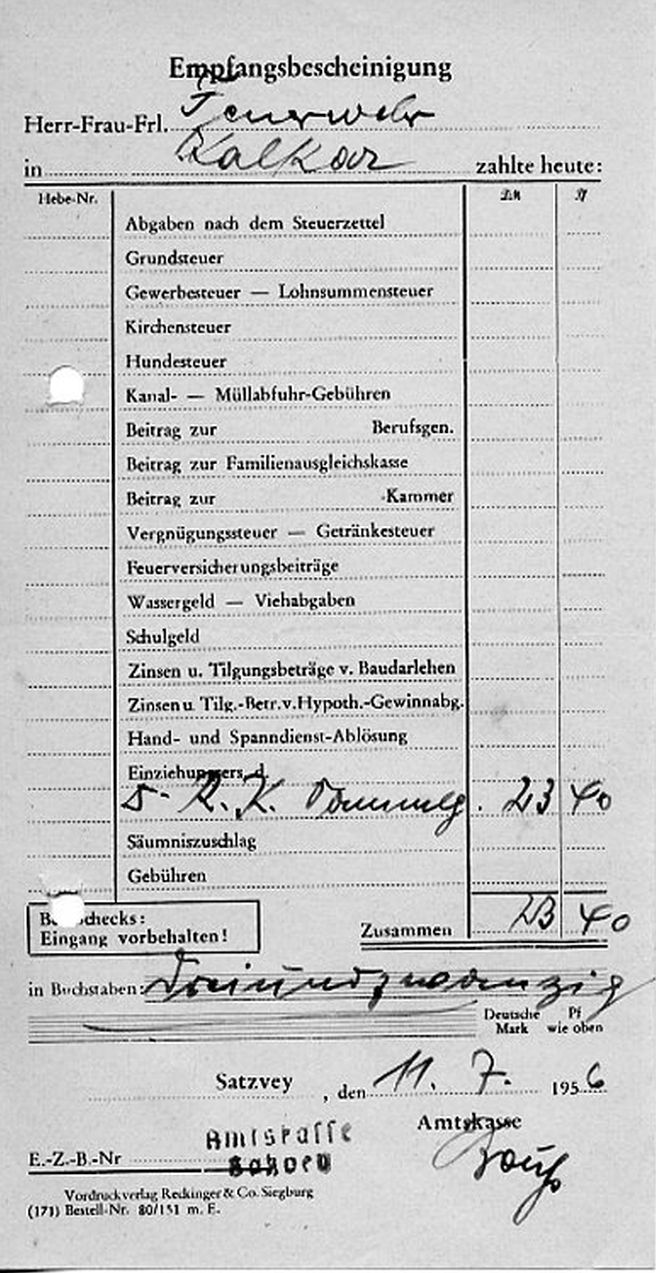 Empfangsbescheinigung
Herr-Frau-Frl. Feuerwehr
in Kalkar zahlte heute:
Hebe-Nr. DM Pf
Abgaben nach dem Steuerzettel
Grundsteuer
Gewerbesteuer — Lohnsummensteuer
Kirchensteuer
Hundesteuer
Kanal- — Müllabfuhr-Gebühren
Beitrag zur Berufsgen.
Beitrag zur Familienausgleichskasse
Beitrag zur -Kammer
Vergnügungssteuer — Getränkesteuer
Feuerversicherungsbeiträge
Wassergeld — Viehabgaben
Schulgeld
Zinsen u. Tilgungsbeträge v. Baudarlehen
Zinsen u. Tilg.-Betr. v. Hypoth.-Gewinnabg.
Hand- und Spanndienst-Ablösung
Einziehungsers. d.
D. R. K. Sammlg. 23 40
Säumniszuschlag
Gebühren
Zusammen 23 40
Eingang vorbehalten!
in Buchstaben: Dreiundzwanzig
Deutsche Mark Pf wie oben
Satzvey, den 11. 7. 1956
Amtskasse
Amtskasse
E.-Z.-B.-Nr
Satzvey
Vordruckverlag Reckinger & Co. Siegburg
(171) Bestell-Nr. 80/151 m. E.